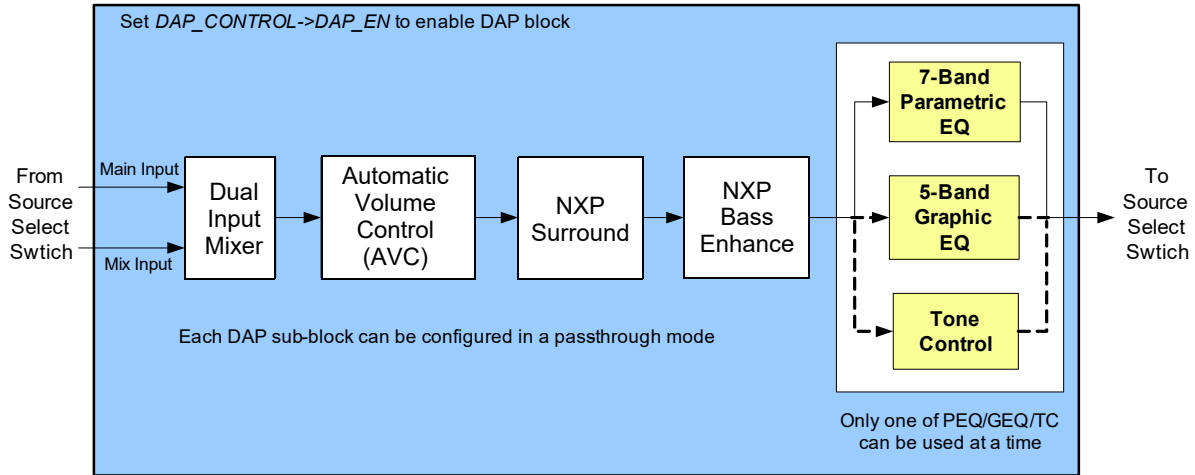 Set DAP_CONTROL->DAP_EN to enable DAP block
From
Source
Select
Swtich
Main Input
Mix Input
Dual
Input
Mixer
Automatic
Volume
Control
(AVC)
NXP
Surround
NXP
Bass
Enhance
7-Band
Parametric
EQ
5-Band
Graphic
EQ
Tone
Control
To
Source
Select
Swtich
Each DAP sub-block can be configured in a passthrough mode
Only one of PEQ/GEQ/TC
can be used at a time